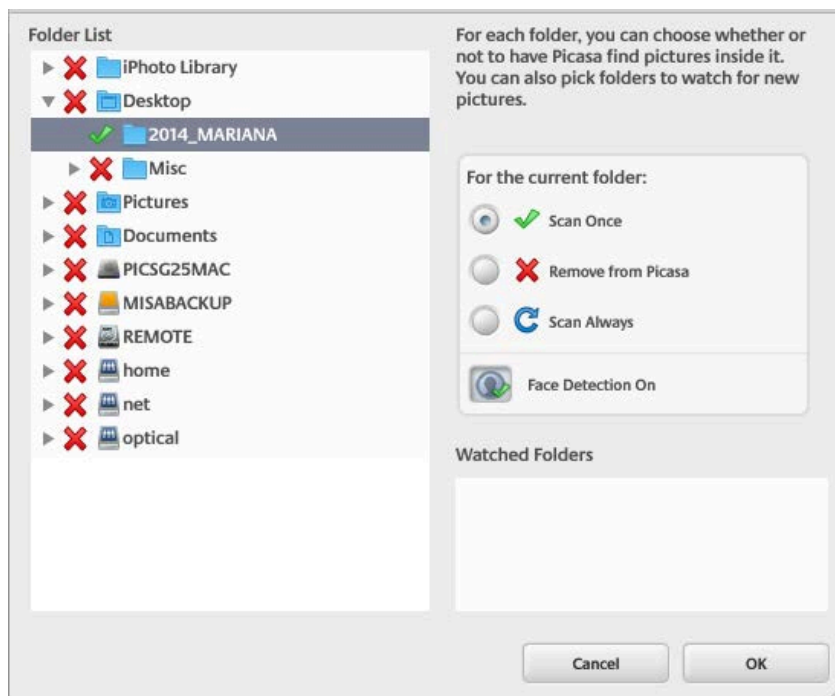 Folder List
iPhoto Library
Desktop
2014_MARIANA
Misc
Pictures
Documents
PICSG25MAC
MISABACKUP
REMOTE
home
net
optical
For each folder, you can choose whether or
not to have Picasa find pictures inside it.
You can also pick folders to watch for new
pictures.
For the current folder:
Scan Once
Remove from Picasa
Scan Always
Face Detection On
Watched Folders
Cancel
OK